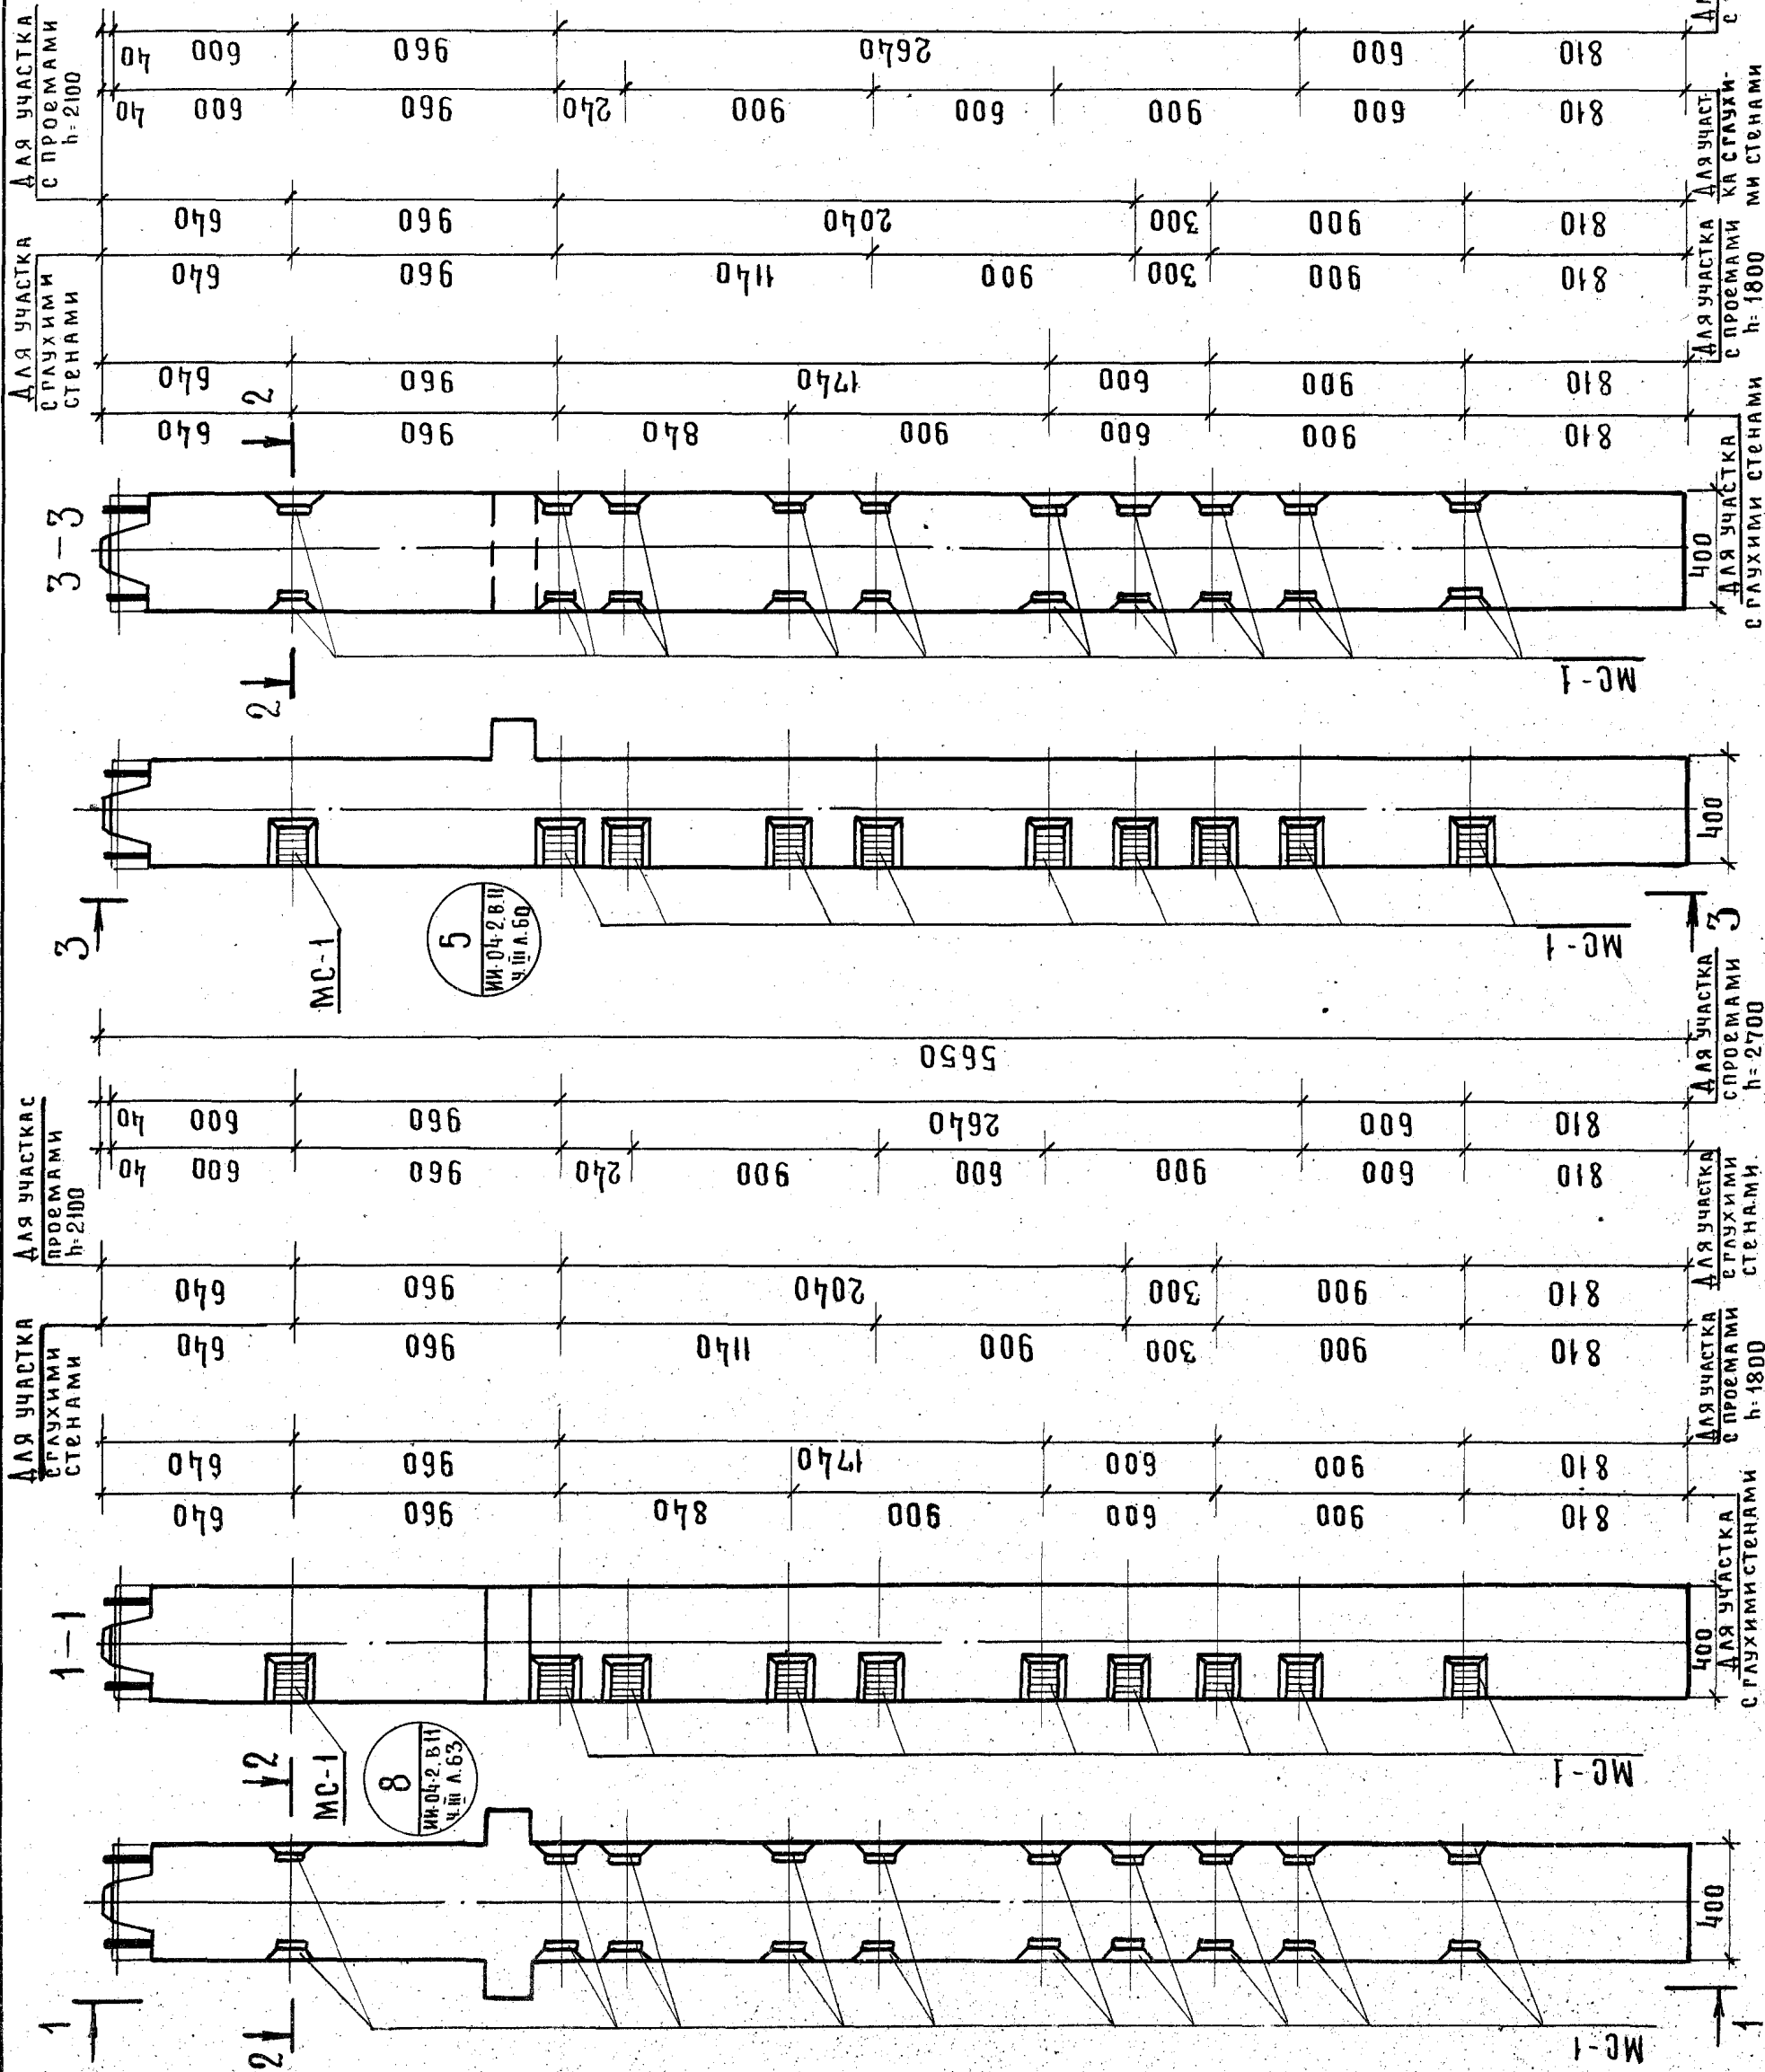 ДЛЯ УЧАСТКА
С ПРОЕМАМИ
h=2100
40 600 960 2640 600 810
40 600 960 240 900 600 900 600 810
ДЛЯ УЧАСТ-
КА С ГЛУХИ-
МИ СТЕНАМИ
640 960 2040 300 900 810
ДЛЯ УЧАСТКА
С ГЛУХИМИ
СТЕНАМИ
640 960 1140 900 300 900 810
ДЛЯ УЧАСТКА
С ПРОЕМАМИ
h=1800
640 960 1740 600 900 810
640 960 840 900 600 900 810
ДЛЯ УЧАСТКА
С ГЛУХИМИ СТЕНАМИ
2
3-3
400
2
МС-1
400
3
МС-1
5
ИИ-04-2.В.11
Ч.III Л.60
МС-1
3
5650
ДЛЯ УЧАСТКА
С ПРОЕМАМИ
h=2700
ДЛЯ УЧАСТКА С
ПРОЕМАМИ
h=2100
40 600 960 2640 600 810
40 600 960 240 900 600 900 600 810
ДЛЯ УЧАСТКА
С ГЛУХИМИ
СТЕНАМИ.
640 960 2040 300 900 810
ДЛЯ УЧАСТКА
С ГЛУХИМИ
СТЕНАМИ
640 960 1140 900 300 900 810
ДЛЯ УЧАСТКА
С ПРОЕМАМИ
h=1800
640 960 1740 600 900 810
640 960 840 900 600 900 810
ДЛЯ УЧАСТКА
С ГЛУХИМИ СТЕНАМИ
1-1
400
2
МС-1
8
ИИ-04-2.В11
Ч.III Л.63
МС-1
400
1
2
МС-1
1